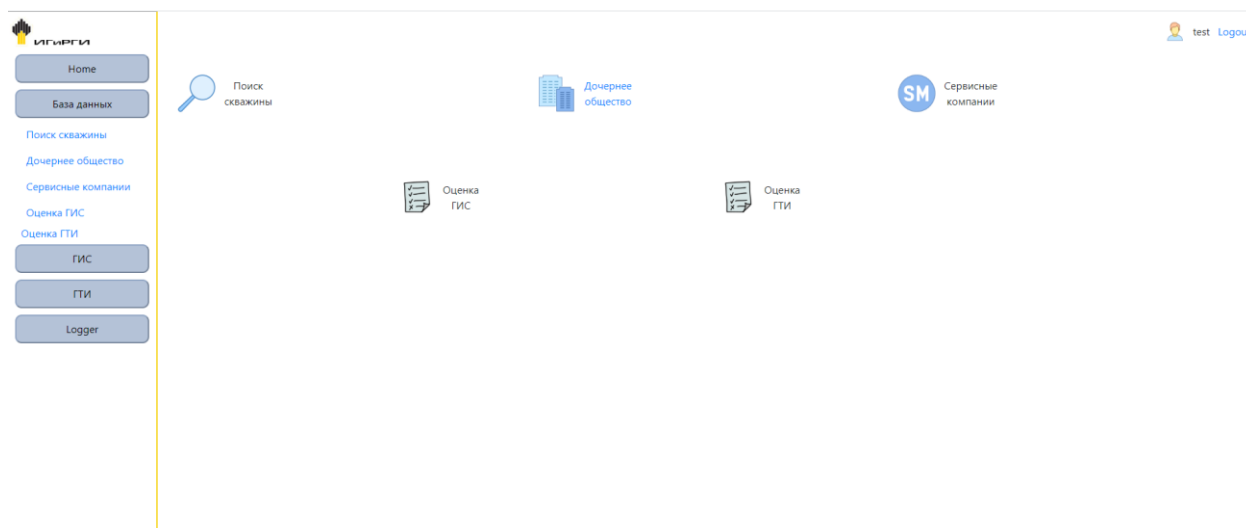 ИГиРГИ
test Logou
Home
База данных
Поиск скважины
Дочернее общество
Сервисные компании
Оценка ГИС
Оценка ГТИ
ГИС
ГТИ
Logger
Поиск
скважины
Дочернее
общество
SM
Сервисные
компании
Оценка
ГИС
Оценка
ГТИ